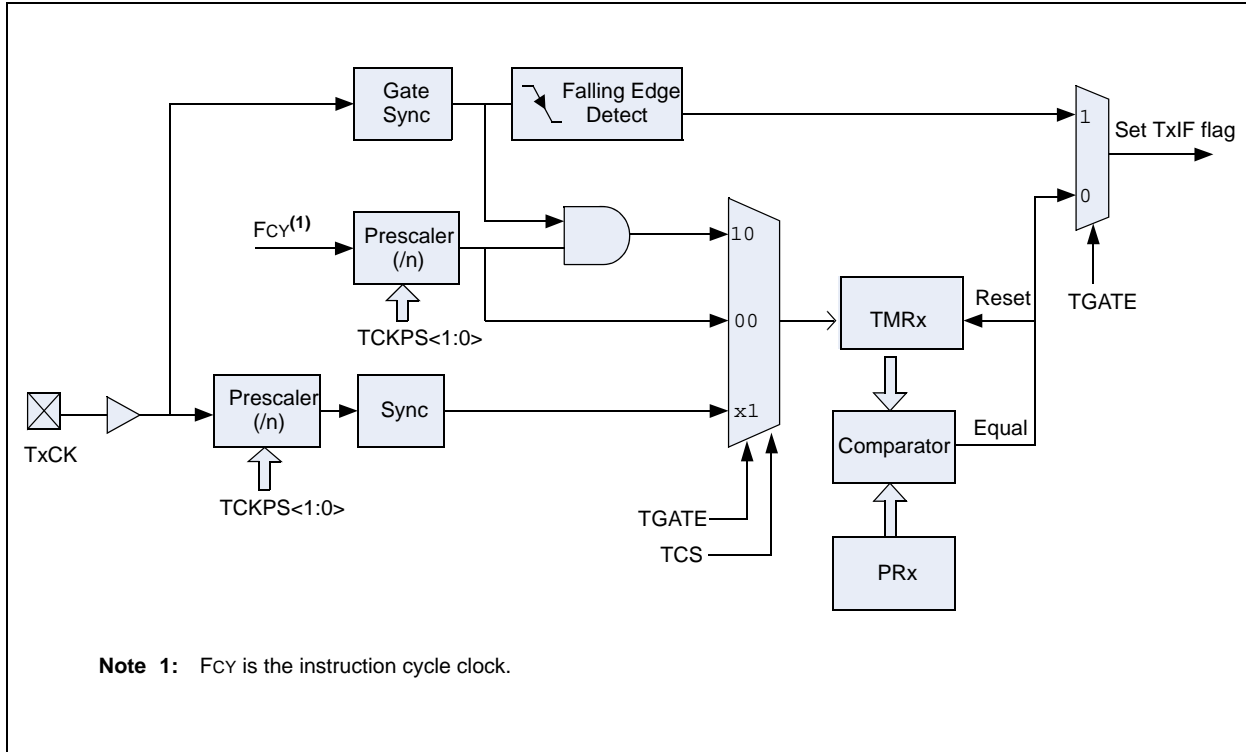 Gate
Sync
Falling Edge
Detect
1
Set TxIF flag
0
TGATE
FCY(1)
Prescaler
(/n)
TCKPS<1:0>
10
00
x1
TMRx
Reset
TxCK
Prescaler
(/n)
TCKPS<1:0>
Sync
Comparator
Equal
TGATE
TCS
PRx
Note 1: FCY is the instruction cycle clock.